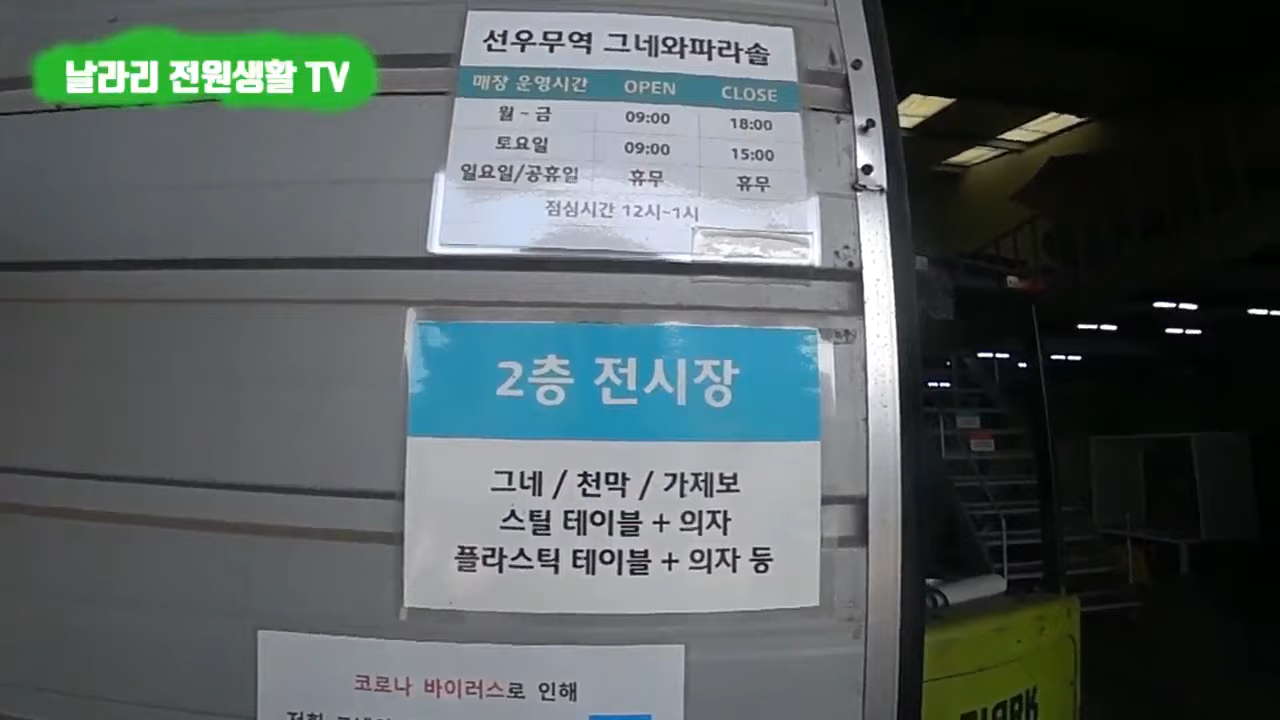 날라리 전원생활 TV
선우무역 그네와파라솔
매장 운영시간 OPEN CLOSE
월 ~ 금 09:00 18:00
토요일 09:00 15:00
일요일/공휴일 휴무 휴무
점심시간 12시~1시
2층 전시장
그네 / 천막 / 가제보
스틸 테이블 + 의자
플라스틱 테이블 + 의자 등
코로나 바이러스로 인해